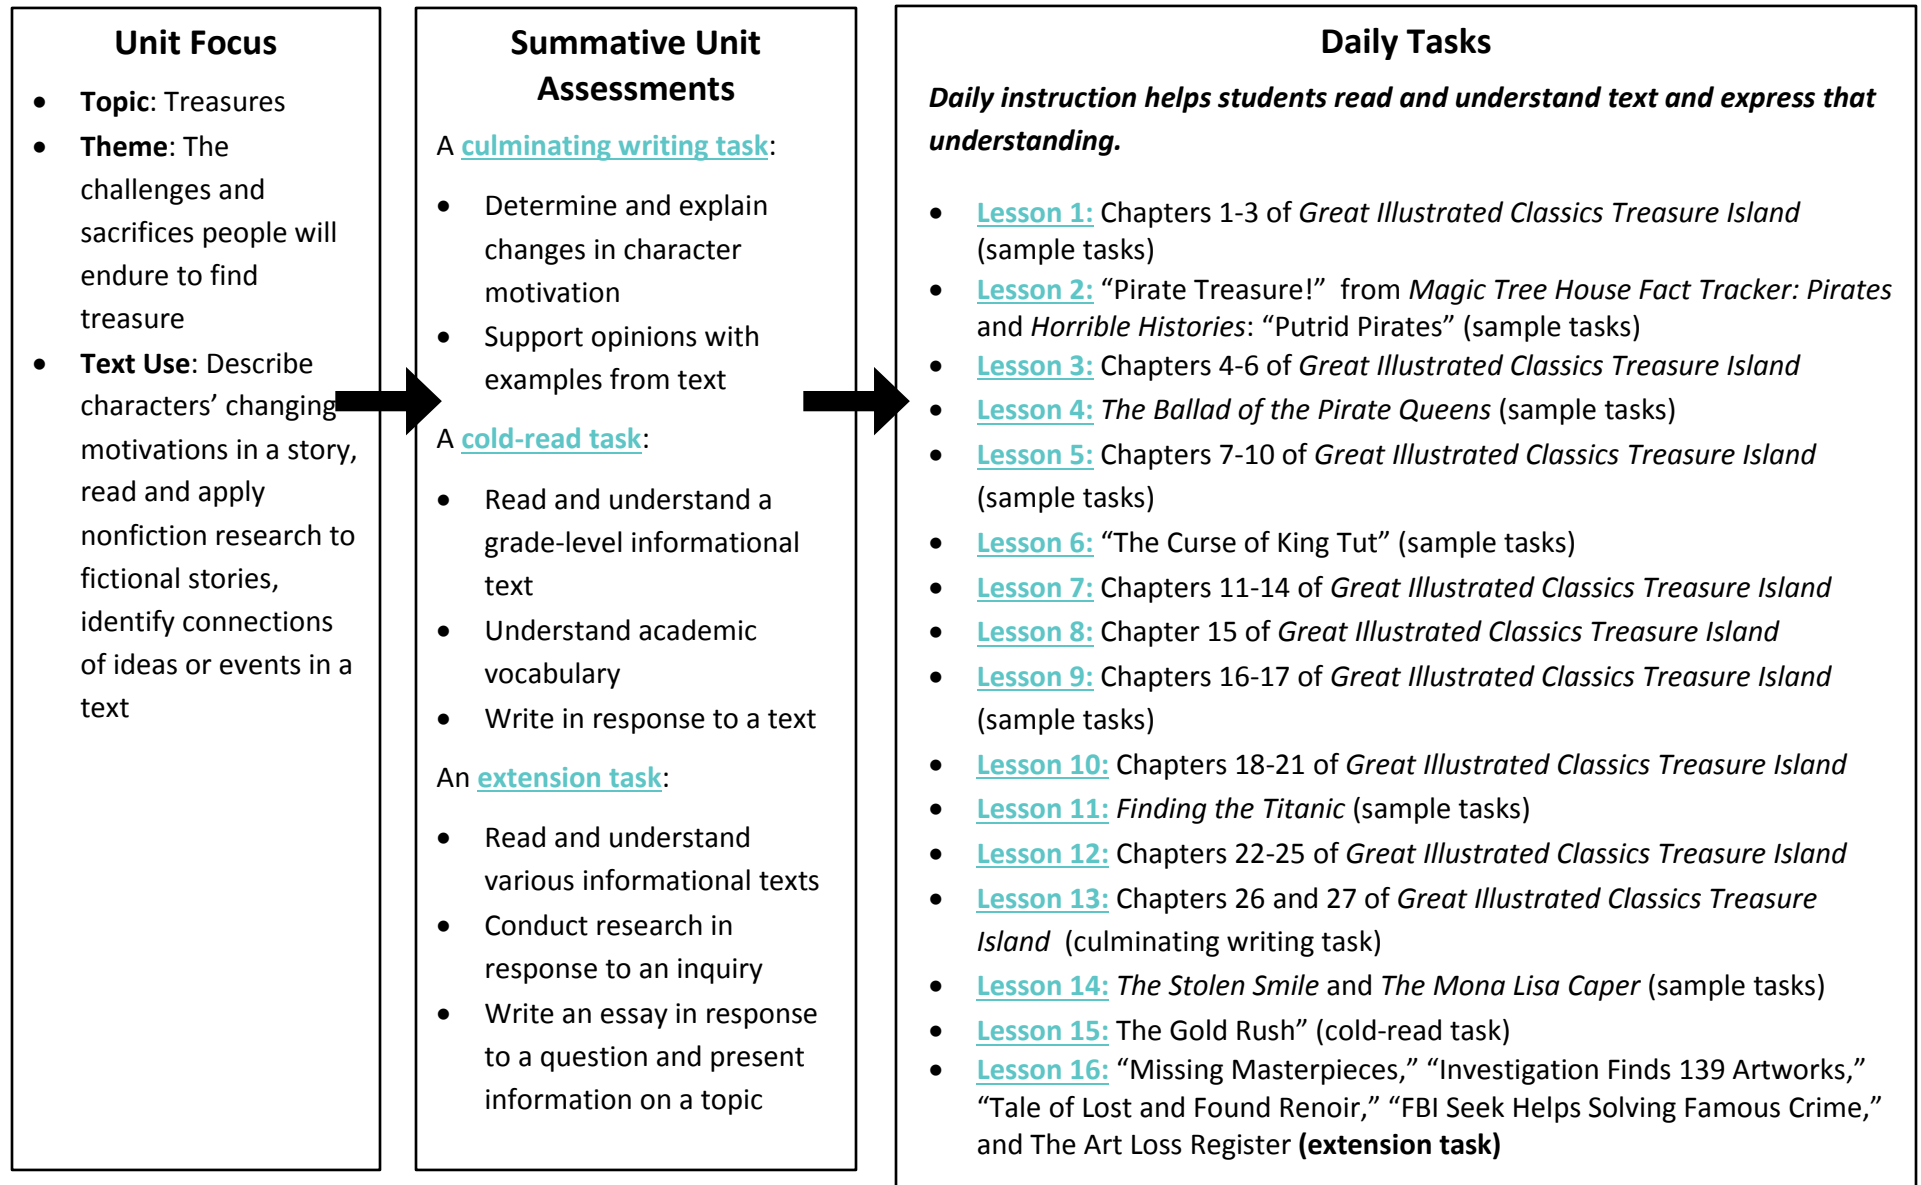 Unit Focus
• Topic: Treasures
• Theme: The
challenges and
sacrifices people will
endure to find
treasure
• Text Use: Describe
characters’ changing
motivations in a story,
read and apply
nonfiction research to
fictional stories,
identify connections
of ideas or events in a
text
Summative Unit
Assessments
A culminating writing task:
• Determine and explain
changes in character
motivation
• Support opinions with
examples from text
A cold-read task:
• Read and understand a
grade-level informational
text
• Understand academic
vocabulary
• Write in response to a text
An extension task:
• Read and understand
various informational texts
• Conduct research in
response to an inquiry
• Write an essay in response
to a question and present
information on a topic
Daily Tasks
Daily instruction helps students read and understand text and express that
understanding.
• Lesson 1: Chapters 1-3 of Great Illustrated Classics Treasure Island
(sample tasks)
• Lesson 2: “Pirate Treasure!” from Magic Tree House Fact Tracker: Pirates
and Horrible Histories: “Putrid Pirates” (sample tasks)
• Lesson 3: Chapters 4-6 of Great Illustrated Classics Treasure Island
• Lesson 4: The Ballad of the Pirate Queens (sample tasks)
• Lesson 5: Chapters 7-10 of Great Illustrated Classics Treasure Island
(sample tasks)
• Lesson 6: “The Curse of King Tut” (sample tasks)
• Lesson 7: Chapters 11-14 of Great Illustrated Classics Treasure Island
• Lesson 8: Chapter 15 of Great Illustrated Classics Treasure Island
• Lesson 9: Chapters 16-17 of Great Illustrated Classics Treasure Island
(sample tasks)
• Lesson 10: Chapters 18-21 of Great Illustrated Classics Treasure Island
• Lesson 11: Finding the Titanic (sample tasks)
• Lesson 12: Chapters 22-25 of Great Illustrated Classics Treasure Island
• Lesson 13: Chapters 26 and 27 of Great Illustrated Classics Treasure
Island (culminating writing task)
• Lesson 14: The Stolen Smile and The Mona Lisa Caper (sample tasks)
• Lesson 15: The Gold Rush” (cold-read task)
• Lesson 16: “Missing Masterpieces,” “Investigation Finds 139 Artworks,”
“Tale of Lost and Found Renoir,” “FBI Seek Helps Solving Famous Crime,”
and The Art Loss Register (extension task)